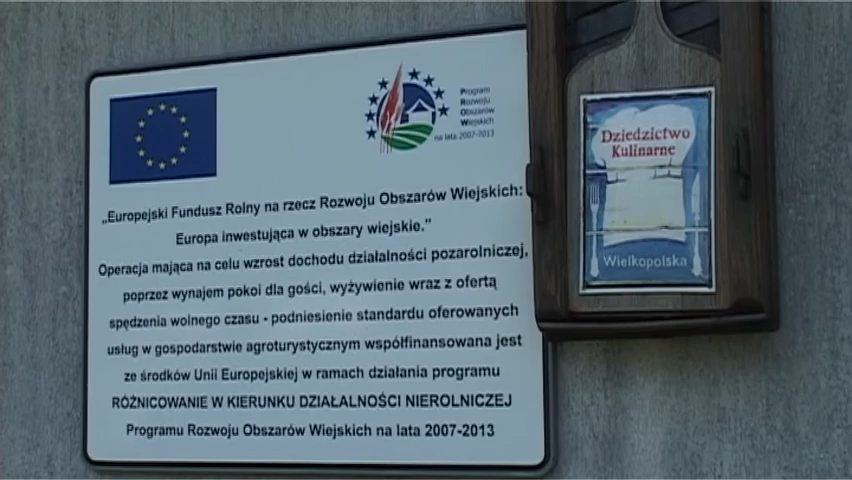 Program
Rozwoju
Obszarów
Wiejskich
na lata 2007-2013
„Europejski Fundusz Rolny na rzecz Rozwoju Obszarów Wiejskich:
Europa inwestująca w obszary wiejskie.”
Operacja mająca na celu wzrost dochodu działalności pozarolniczej,
poprzez wynajem pokoi dla gości, wyżywienie wraz z ofertą
spędzenia wolnego czasu - podniesienie standardu oferowanych
usług w gospodarstwie agroturystycznym współfinansowana jest
ze środków Unii Europejskiej w ramach działania programu
RÓŻNICOWANIE W KIERUNKU DZIAŁALNOŚCI NIEROLNICZEJ
Programu Rozwoju Obszarów Wiejskich na lata 2007-2013
Dziedzictwo
Kulinarne
Wielkopolska